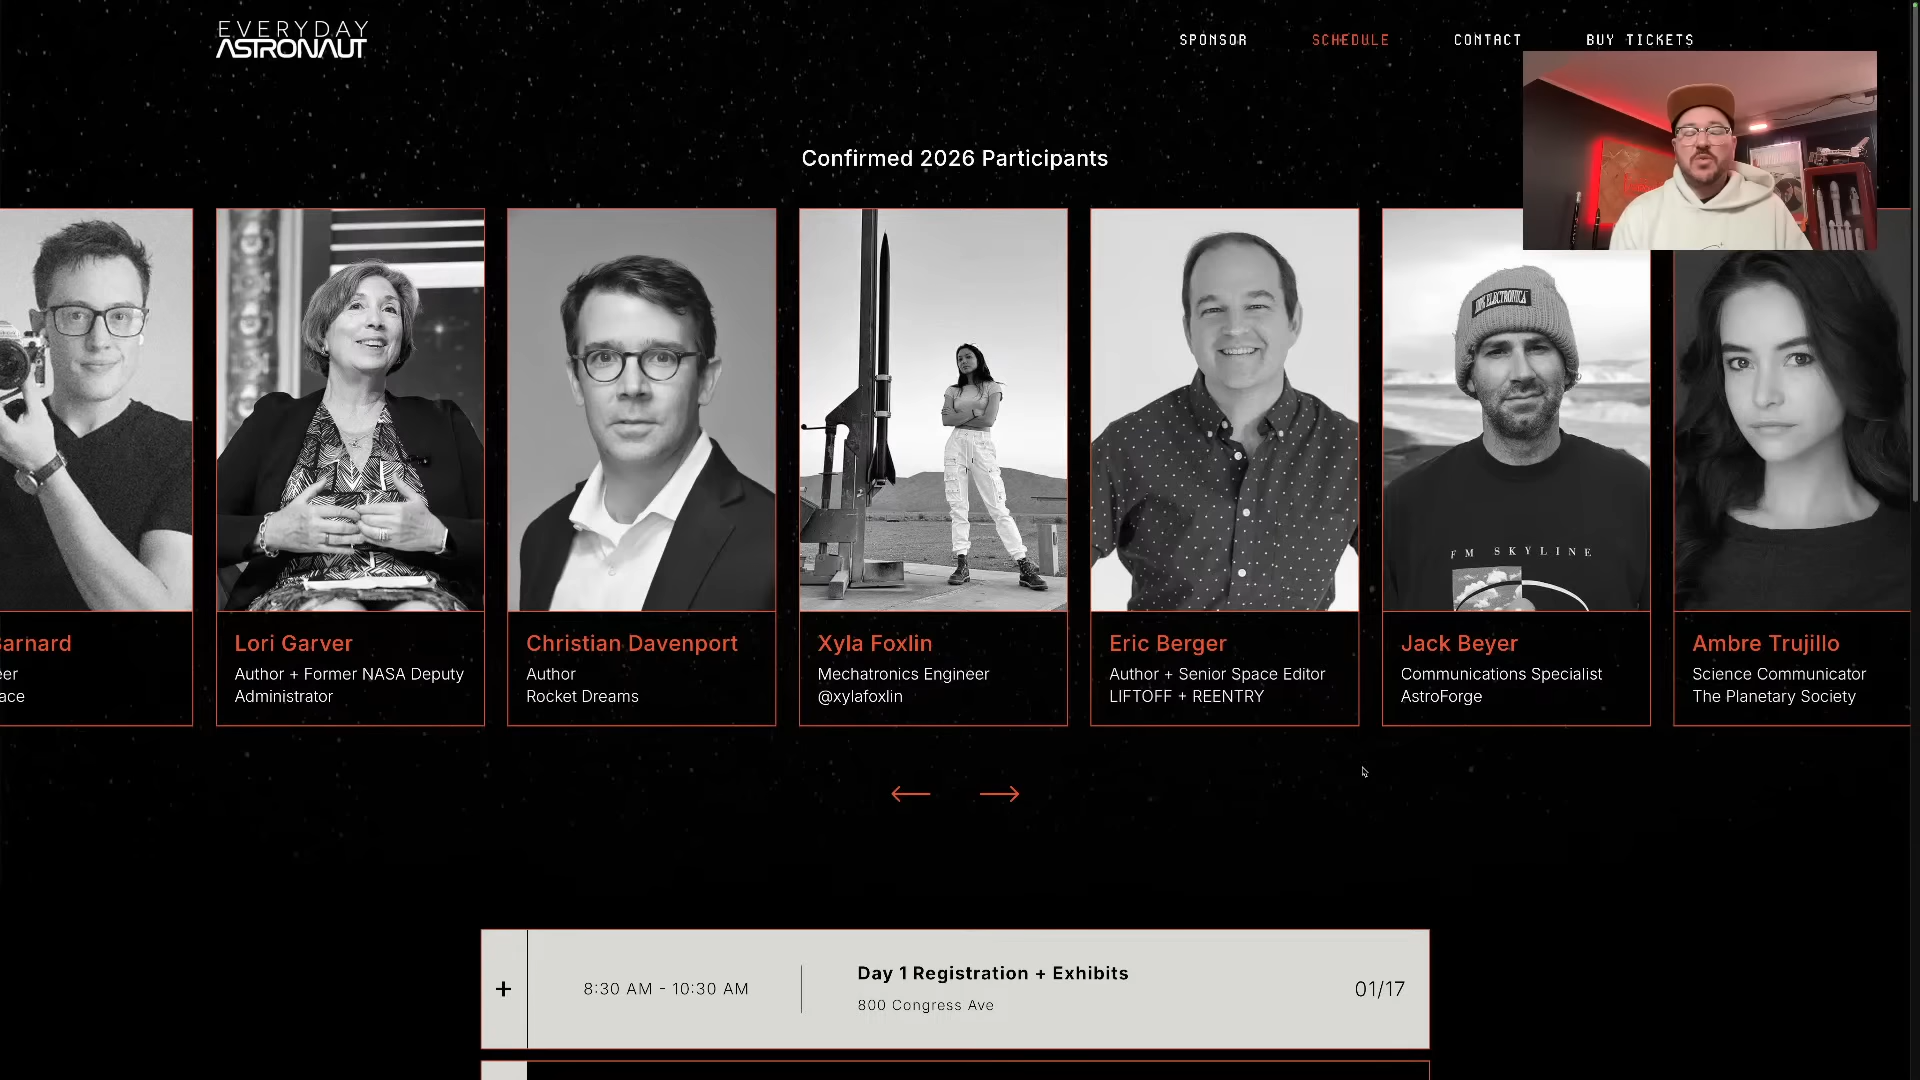 EVERYDAY
ASTRONAUT
SPONSOR
SCHEDULE
CONTACT
BUY TICKETS
Confirmed 2026 Participants
FM SKYLINE
Barnard
Lori Garver
Author + Former NASA Deputy
Administrator
Christian Davenport
Author
Rocket Dreams
Xyla Foxlin
Mechatronics Engineer
@xylafoxlin
Eric Berger
Author + Senior Space Editor
LIFTOFF + REENTRY
Jack Beyer
Communications Specialist
AstroForge
Ambre Trujillo
Science Communicator
The Planetary Society
+
8:30 AM - 10:30 AM
Day 1 Registration + Exhibits
800 Congress Ave
01/17